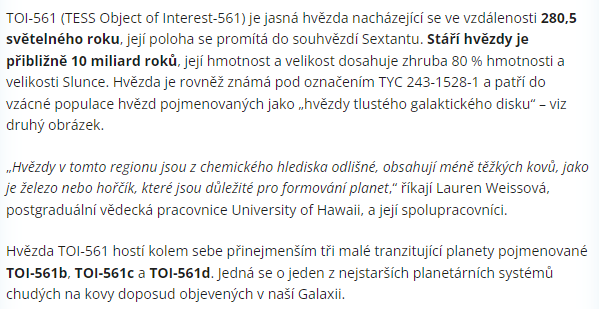 TOI-561 (TESS Object of Interest-561) je jasná hvězda nacházející se ve vzdálenosti 280,5
světelného roku, její poloha se promítá do souhvězdí Sextantu. Stáří hvězdy je
přibližně 10 miliard roků, její hmotnost a velikost dosahuje zhruba 80 % hmotnosti a
velikosti Slunce. Hvězda je rovněž známá pod označením TYC 243-1528-1 a patří do
vzácné populace hvězd pojmenovaných jako „hvězdy tlustého galaktického disku“ – viz
druhý obrázek.
„Hvězdy v tomto regionu jsou z chemického hlediska odlišné, obsahují méně těžkých kovů, jako
je železo nebo hořčík, které jsou důležité pro formování planet,“ říkají Lauren Weissová,
postgraduální vědecká pracovnice University of Hawaii, a její spolupracovníci.
Hvězda TOI-561 hostí kolem sebe přinejmenším tři malé tranzitující planety pojmenované
TOI-561b, TOI-561c a TOI-561d. Jedná se o jeden z nejstarších planetárních systémů
chudých na kovy doposud objevených v naší Galaxii.